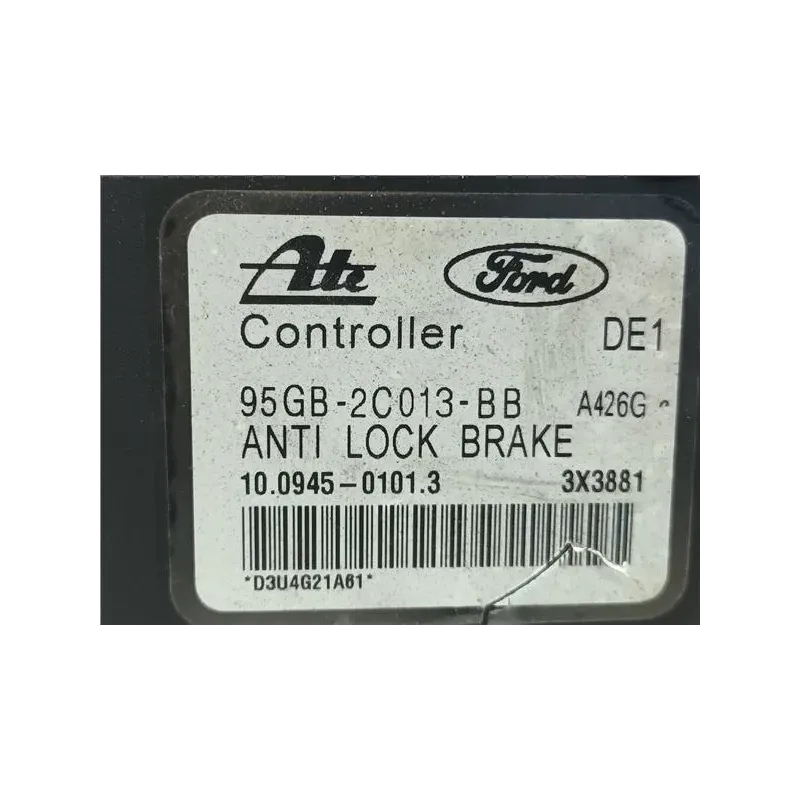 Ate Ford
Controller DE1
95GB-2C013-BB A426G
ANTI LOCK BRAKE
10.0945-0101.3 3X3881
*D3U4G21A61*